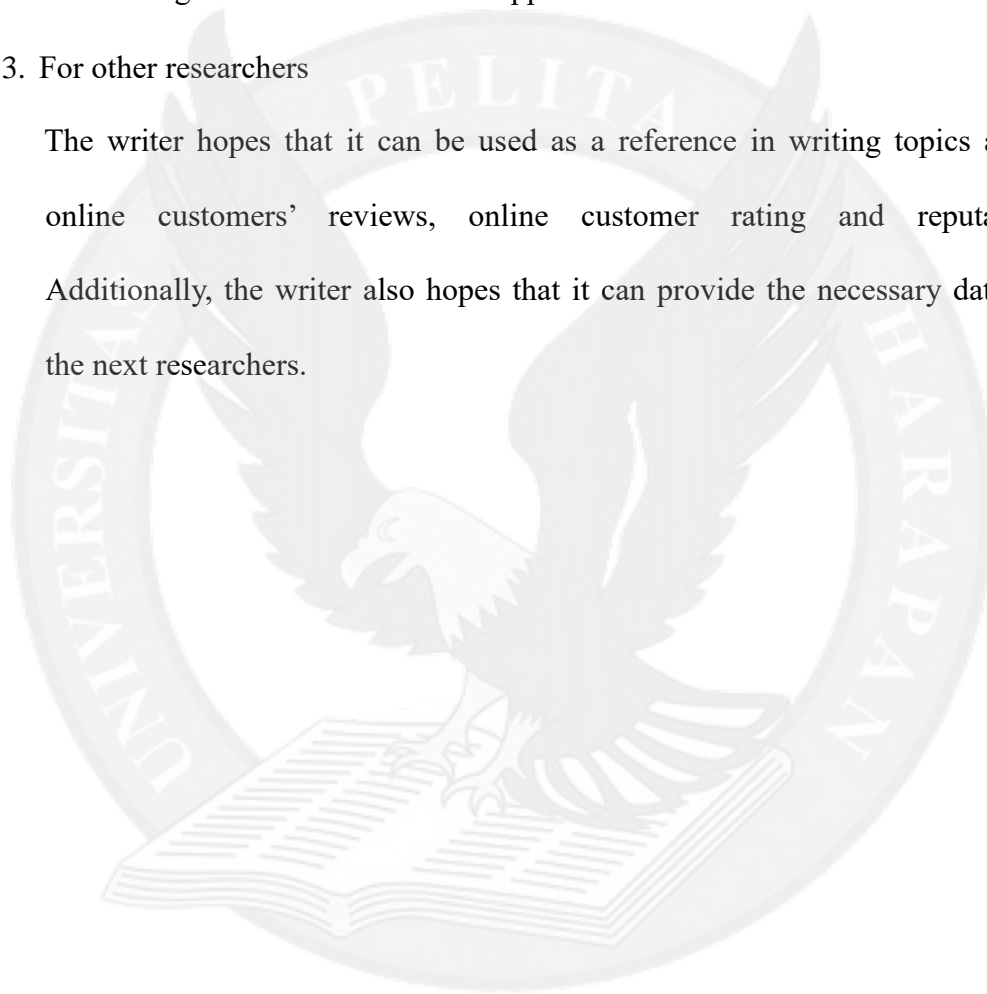 3. For other researchers
The writer hopes that it can be used as a reference in writing topics
online customers’ reviews, online customer rating and
Additionally, the writer also hopes that it can provide the necessary
the next researchers.
UNIVERSITAS PELITA HARAPAN